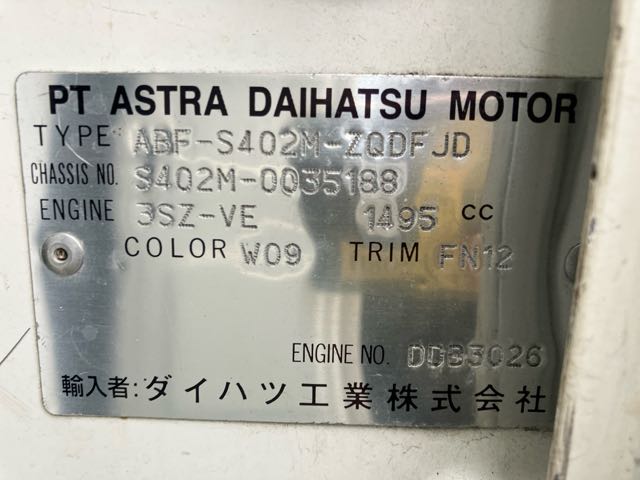 PT ASTRA DAIHATSU MOTOR
TYPE ABF-S402M-ZQDFJD
CHASSIS NO. S402M-0035188
ENGINE 3SZ-VE 1495 CC
COLOR W09 TRIM FN12
ENGINE NO. DDB3026
輸入者:ダイハツ工業株式会社